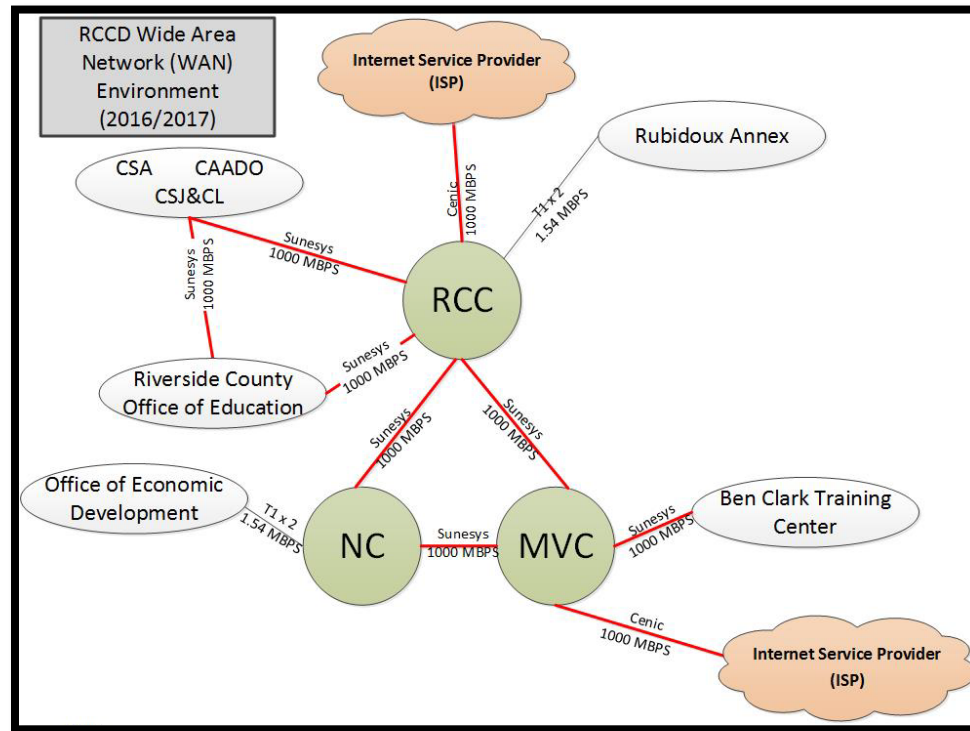 RCCD Wide Area
Network (WAN)
Environment
(2016/2017)
Internet Service Provider
(ISP)
Rubidoux Annex
CSA CAADO
CSJ&CL
Cenic
1000 MBPS
T1 x 2
1.54 MBPS
Sunesys
1000 MBPS
Sunesys
1000 MBPS
RCC
Sunesys
1000 MBPS
Riverside County
Office of Education
Sunesys
1000 MBPS
Sunesys
1000 MBPS
Office of Economic
Development
T1 x 2
1.54 MBPS
NC
Sunesys
1000 MBPS
MVC
Sunesys
1000 MBPS
Ben Clark Training
Center
Cenic
1000 MBPS
Internet Service Provider
(ISP)